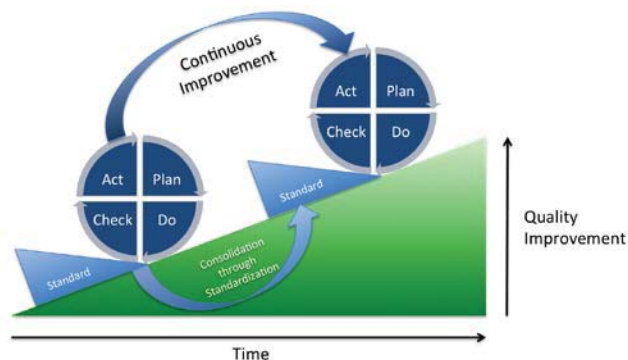 Continuous
Improvement
Act
Plan
Check
Do
Act
Plan
Check
Do
Standard
Standard
Consolidation
through
Standardization
Quality
Improvement
Time